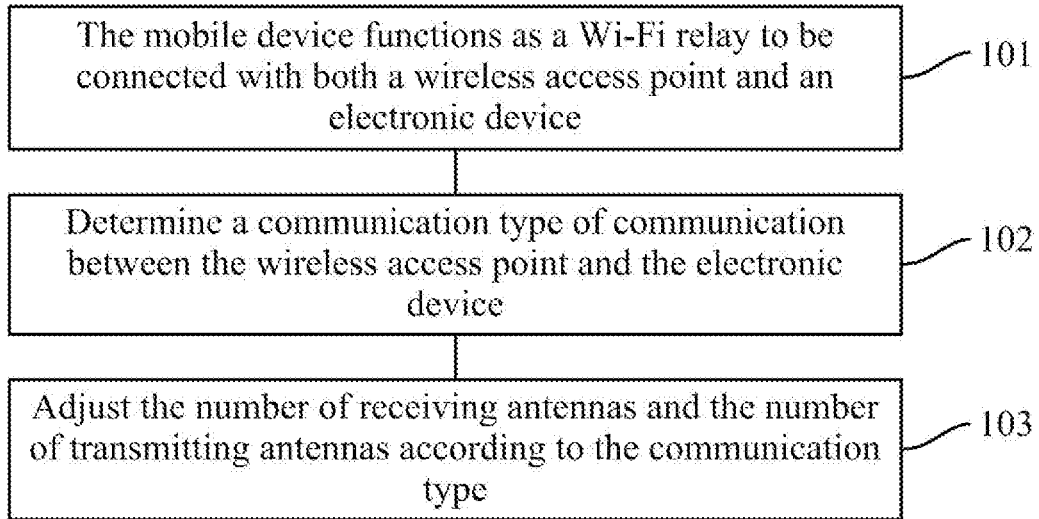 The mobile device functions as a Wi-Fi relay to be
connected with both a wireless access point and an
electronic device
101
Determine a communication type of communication
between the wireless access point and the electronic
device
102
Adjust the number of receiving antennas and the number
of transmitting antennas according to the communication
type
103